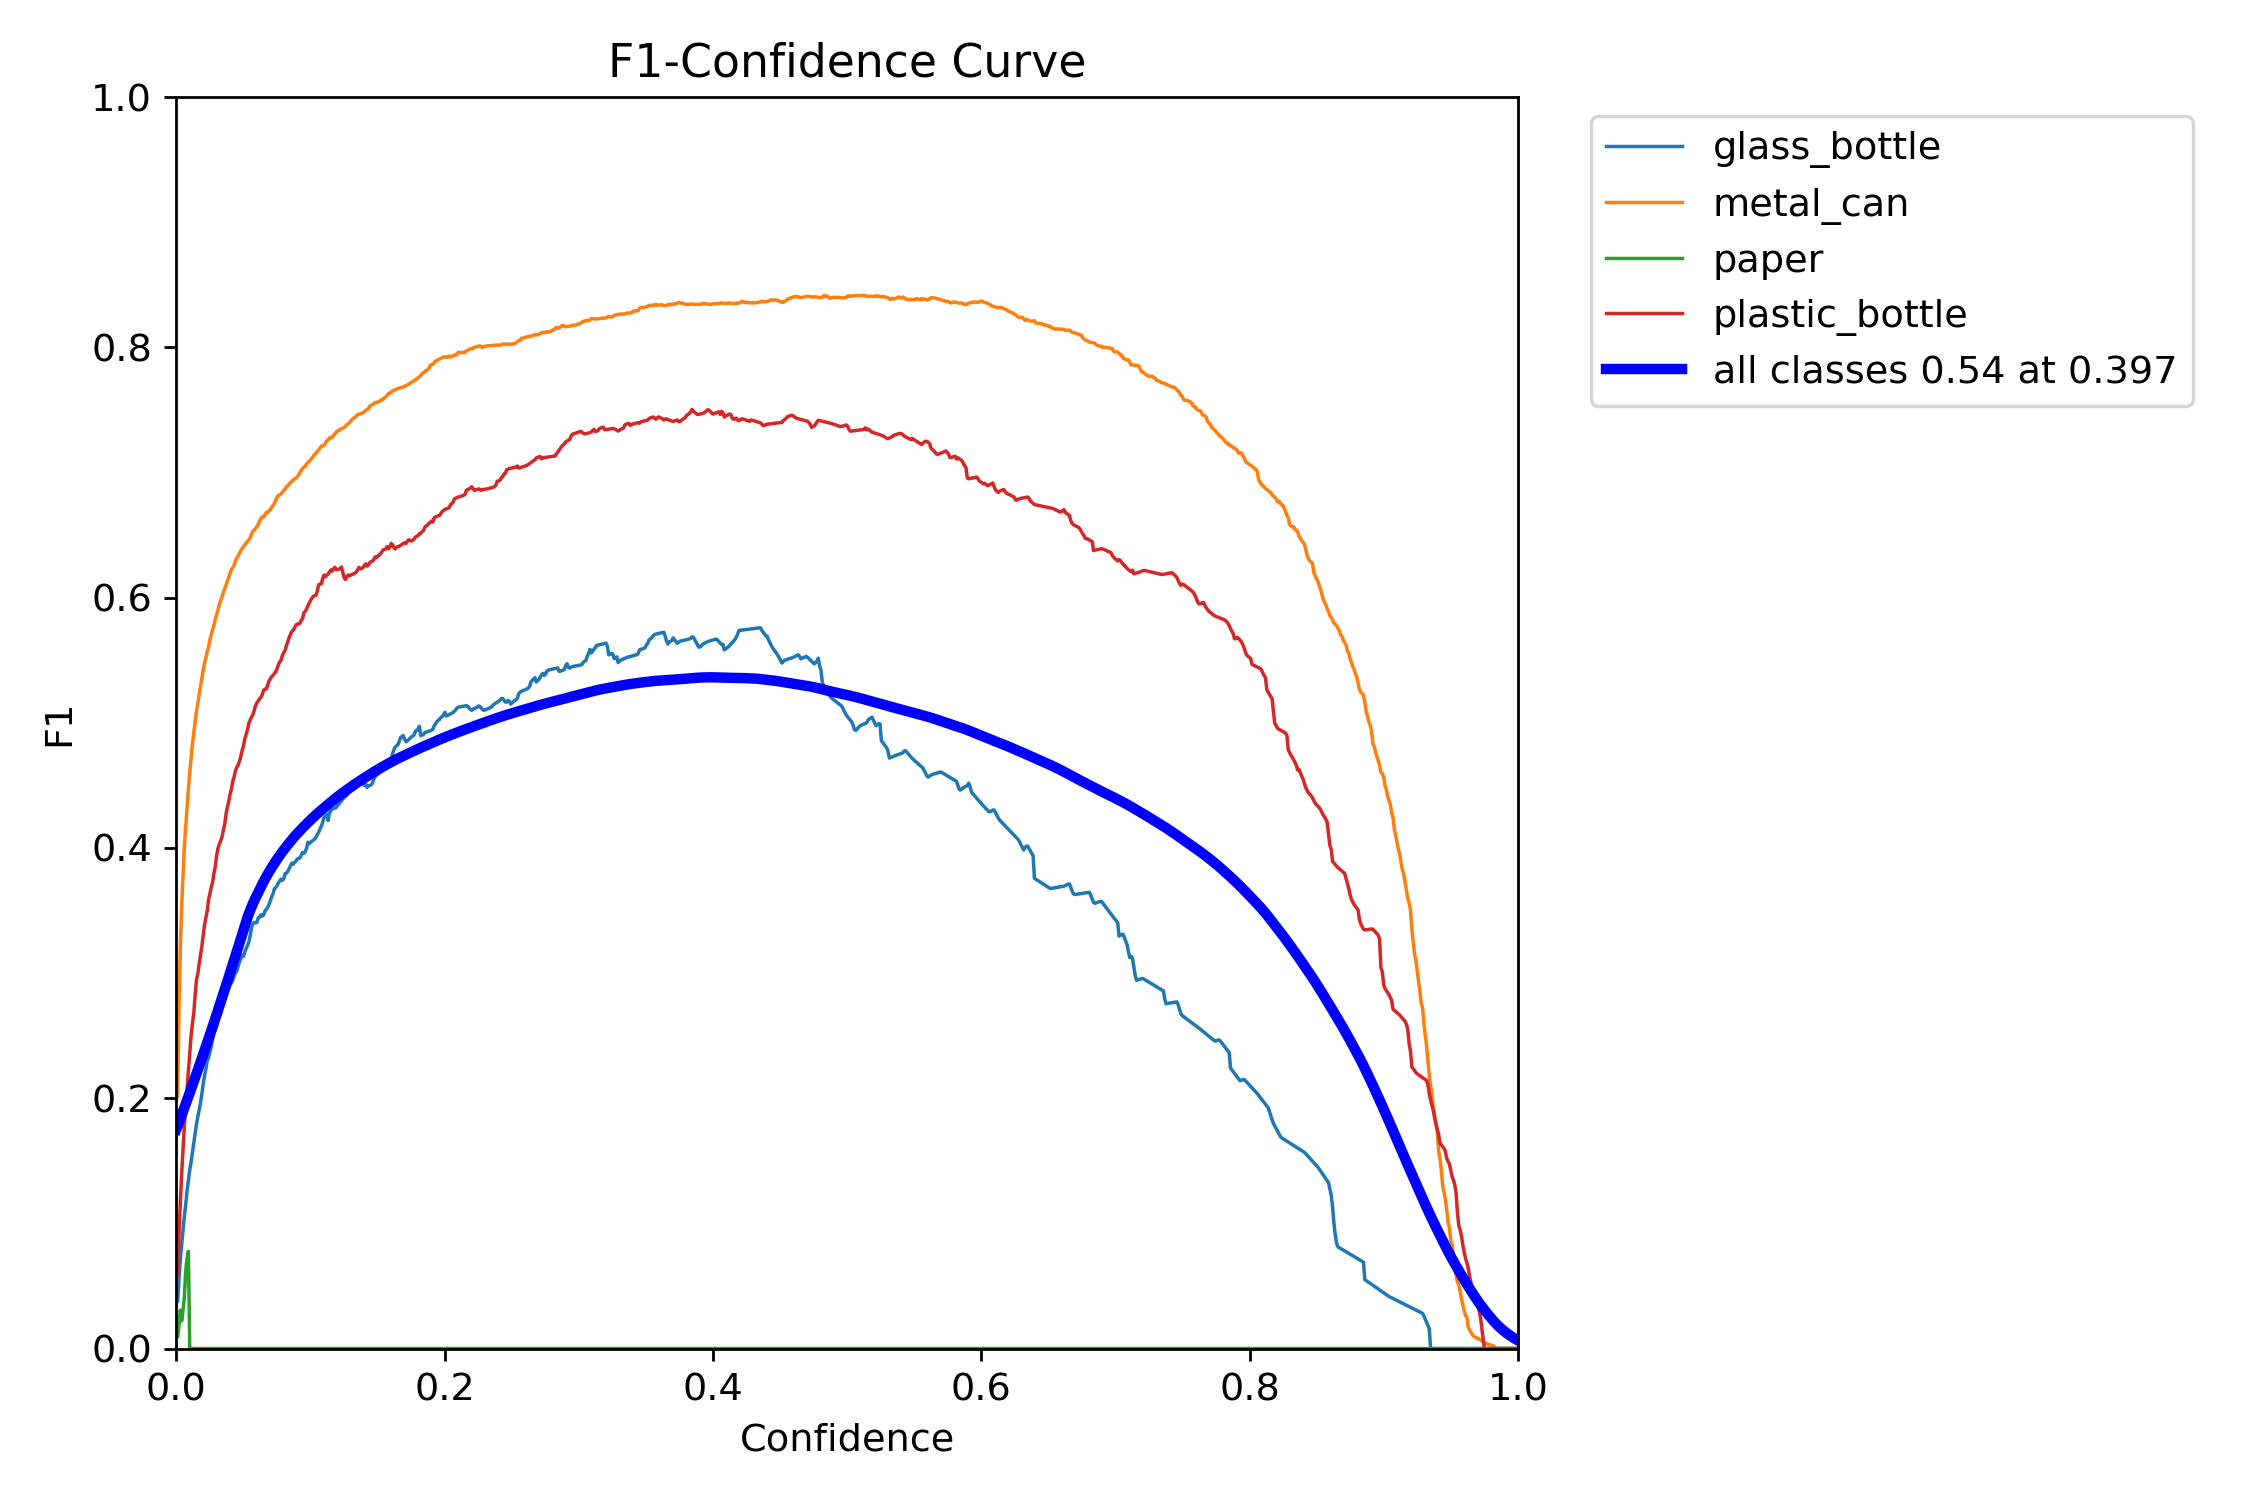 F1-Confidence Curve
1.0
0.8
0.6
0.4
0.2
0.0
F1
0.0 0.2 0.4 0.6 0.8 1.0
Confidence
glass_bottle
metal_can
paper
plastic_bottle
all classes 0.54 at 0.397